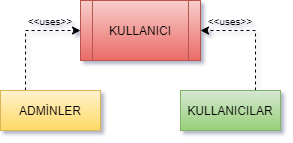 <<uses>> KULLANICI <<uses>>
ADMİNLER KULLANICILAR